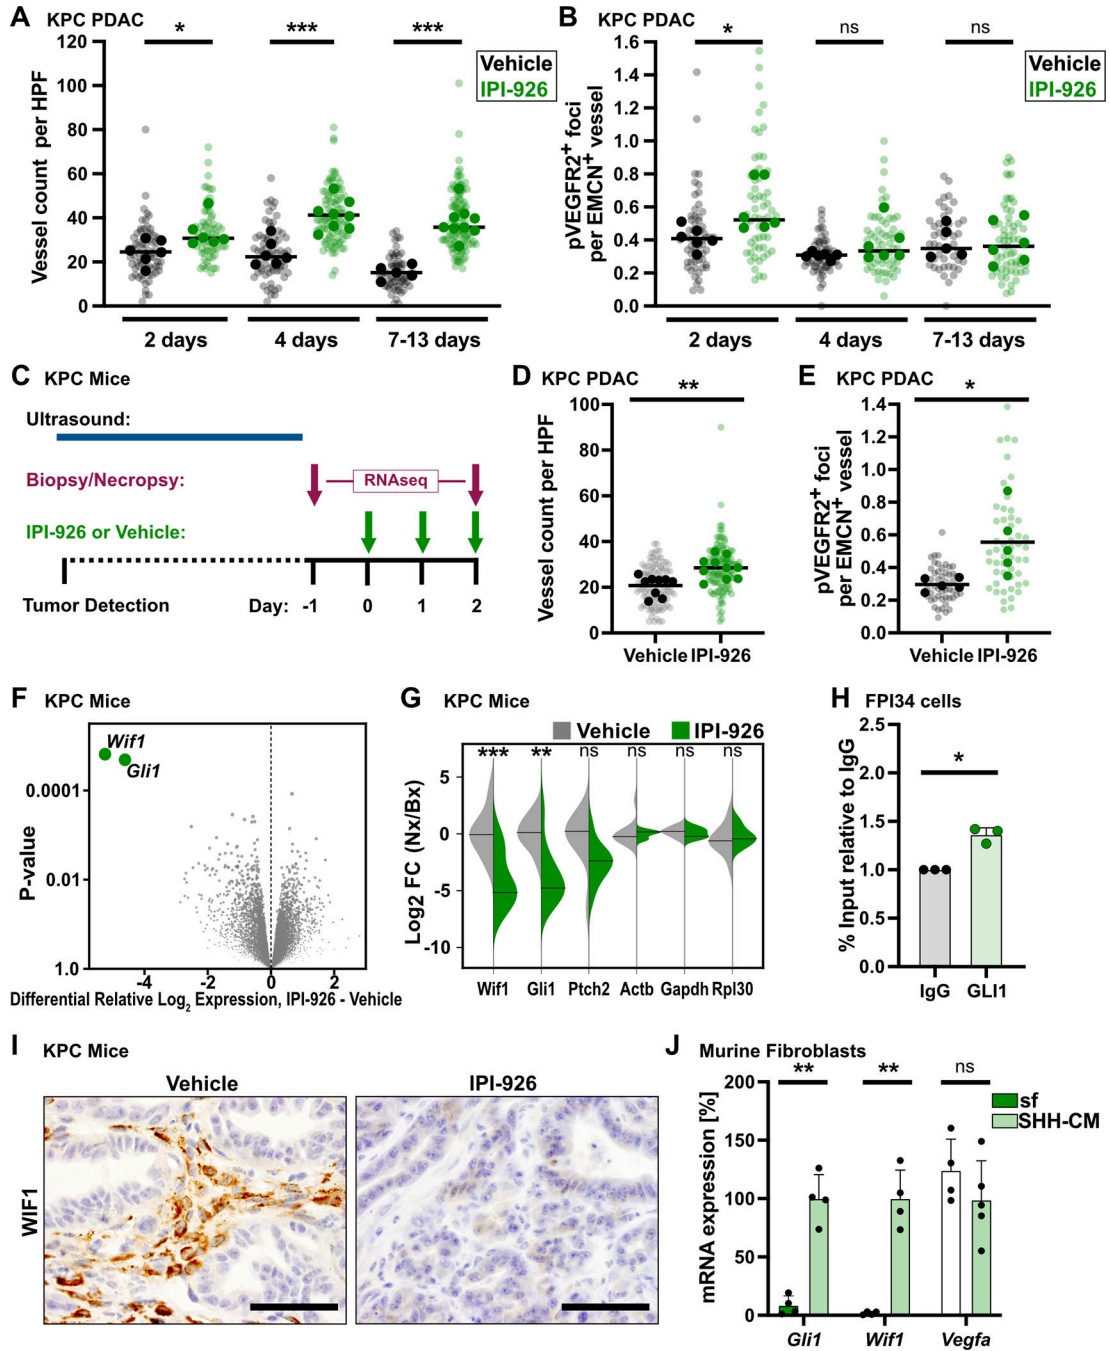 A KPC PDAC
120
100
80
60
40
20
0
Vessel count per HPF
* *** ***
Vehicle
IPI-926
2 days 4 days 7-13 days
B KPC PDAC
1.6
1.4
1.2
1.0
0.8
0.6
0.4
0.2
0.0
pVEGFR2+ foci
per EMCN+ vessel
* ns ns
Vehicle
IPI-926
2 days 4 days 7-13 days
C KPC Mice
Ultrasound:
Biopsy/Necropsy:
RNAseq
IPI-926 or Vehicle:
Tumor Detection Day: -1 0 1 2
D KPC PDAC
**
100
80
60
40
20
0
Vessel count per HPF
Vehicle IPI-926
E KPC PDAC
*
1.4
1.2
1.0
0.8
0.6
0.4
0.2
0.0
pVEGFR2+ foci
per EMCN+ vessel
Vehicle IPI-926
F KPC Mice
Wif1
Gli1
0.0001
0.01
1.0
P-value
-4 -2 0 2
Differential Relative Log2 Expression, IPI-926 - Vehicle
G KPC Mice
Vehicle IPI-926
*** ** ns ns ns ns
5
0
-5
-10
Log2 FC (Nx/Bx)
Wif1 Gli1 Ptch2 Actb Gapdh Rpl30
H FPI34 cells
2.5
2.0
1.5
1.0
0.5
0.0
% Input relative to IgG
*
IgG GLI1
I KPC Mice
Vehicle IPI-926
WIF1
J Murine Fibroblasts
** ** ns
200
150
100
50
0
mRNA expression [%]
sf
SHH-CM
Gli1 Wif1 Vegfa